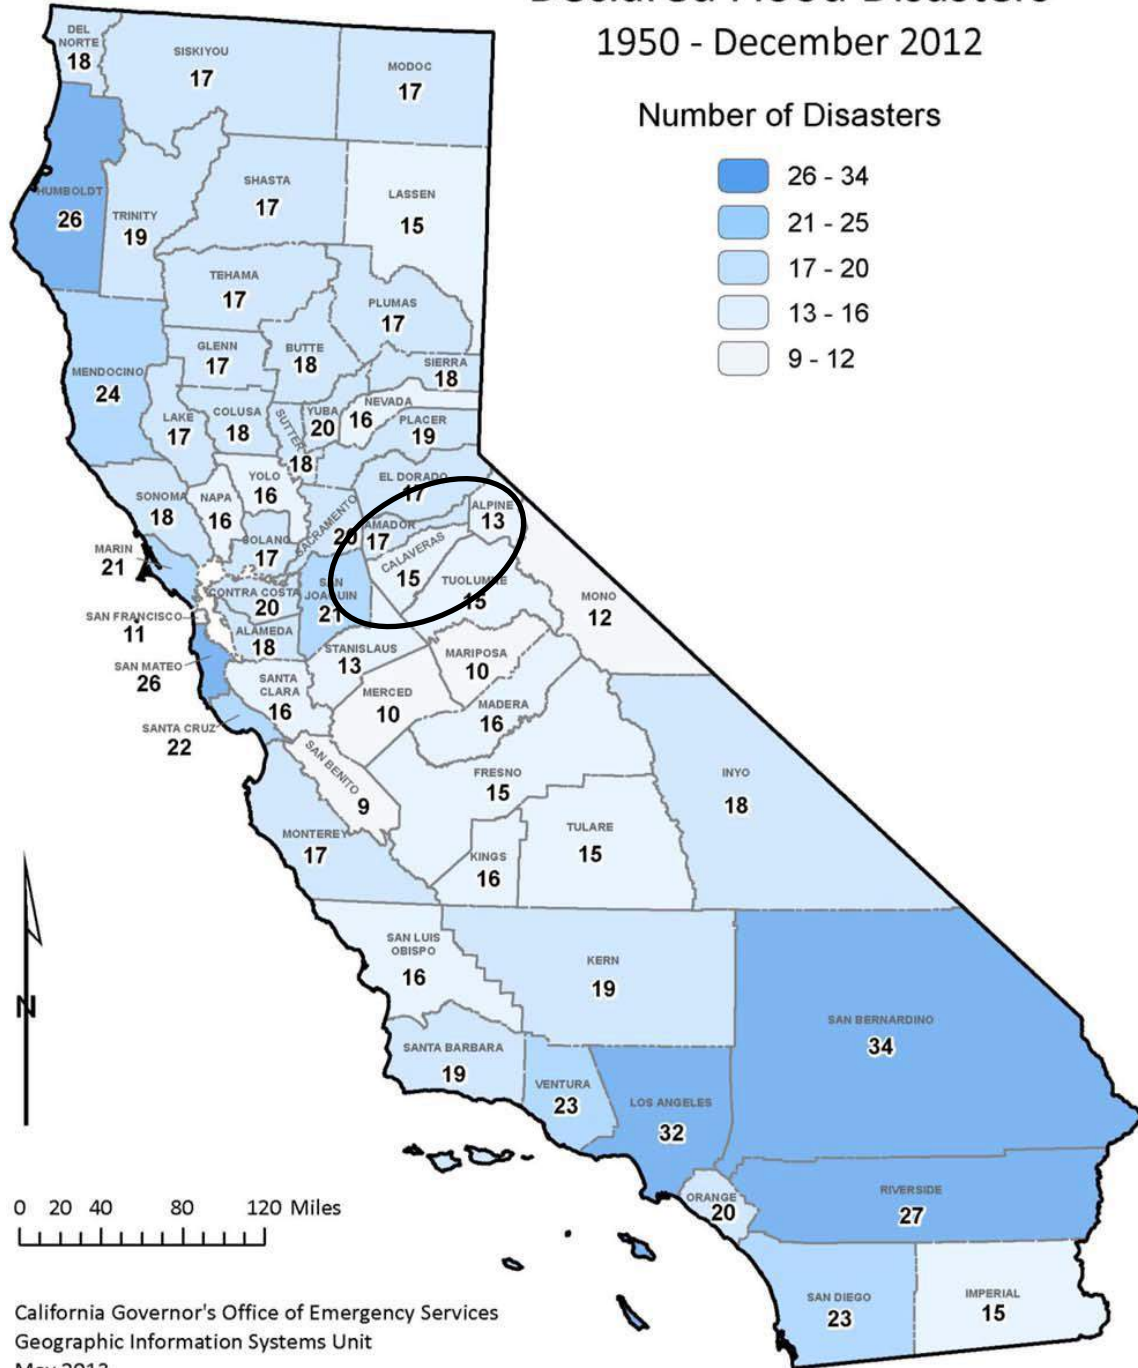 1950 - December 2012
Number of Disasters
26 - 34
21 - 25
17 - 20
13 - 16
9 - 12
DEL
NORTE
18
SISKIYOU
17
MODOC
17
HUMBOLDT
26
TRINITY
19
SHASTA
17
LASSEN
15
TEHAMA
17
PLUMAS
17
MENDOCINO
24
GLENN
17
BUTTE
18
SIERRA
18
LAKE
17
COLUSA
18
SUTTER
18
YUBA
20
NEVADA
16
PLACER
19
SONOMA
18
NAPA
16
YOLO
16
EL DORADO
17
SACRAMENTO
20
AMADOR
17
ALPINE
13
MARIN
21
SOLANO
17
CALAVERAS
15
TUOLUMNE
15
MONO
12
CONTRA COSTA
20
SAN
JOAQUIN
21
SAN FRANCISCO
11
ALAMEDA
18
STANISLAUS
13
MARIPOSA
10
SAN MATEO
26
SANTA
CLARA
16
MERCED
10
MADERA
16
SANTA CRUZ
22
SAN BENITO
9
FRESNO
15
INYO
18
MONTEREY
17
KINGS
16
TULARE
15
SAN LUIS
OBISPO
16
KERN
19
SAN BERNARDINO
34
SANTA BARBARA
19
VENTURA
23
LOS ANGELES
32
ORANGE
20
RIVERSIDE
27
SAN DIEGO
23
IMPERIAL
15
N
0 20 40 80 120 Miles
California Governor's Office of Emergency Services
Geographic Information Systems Unit